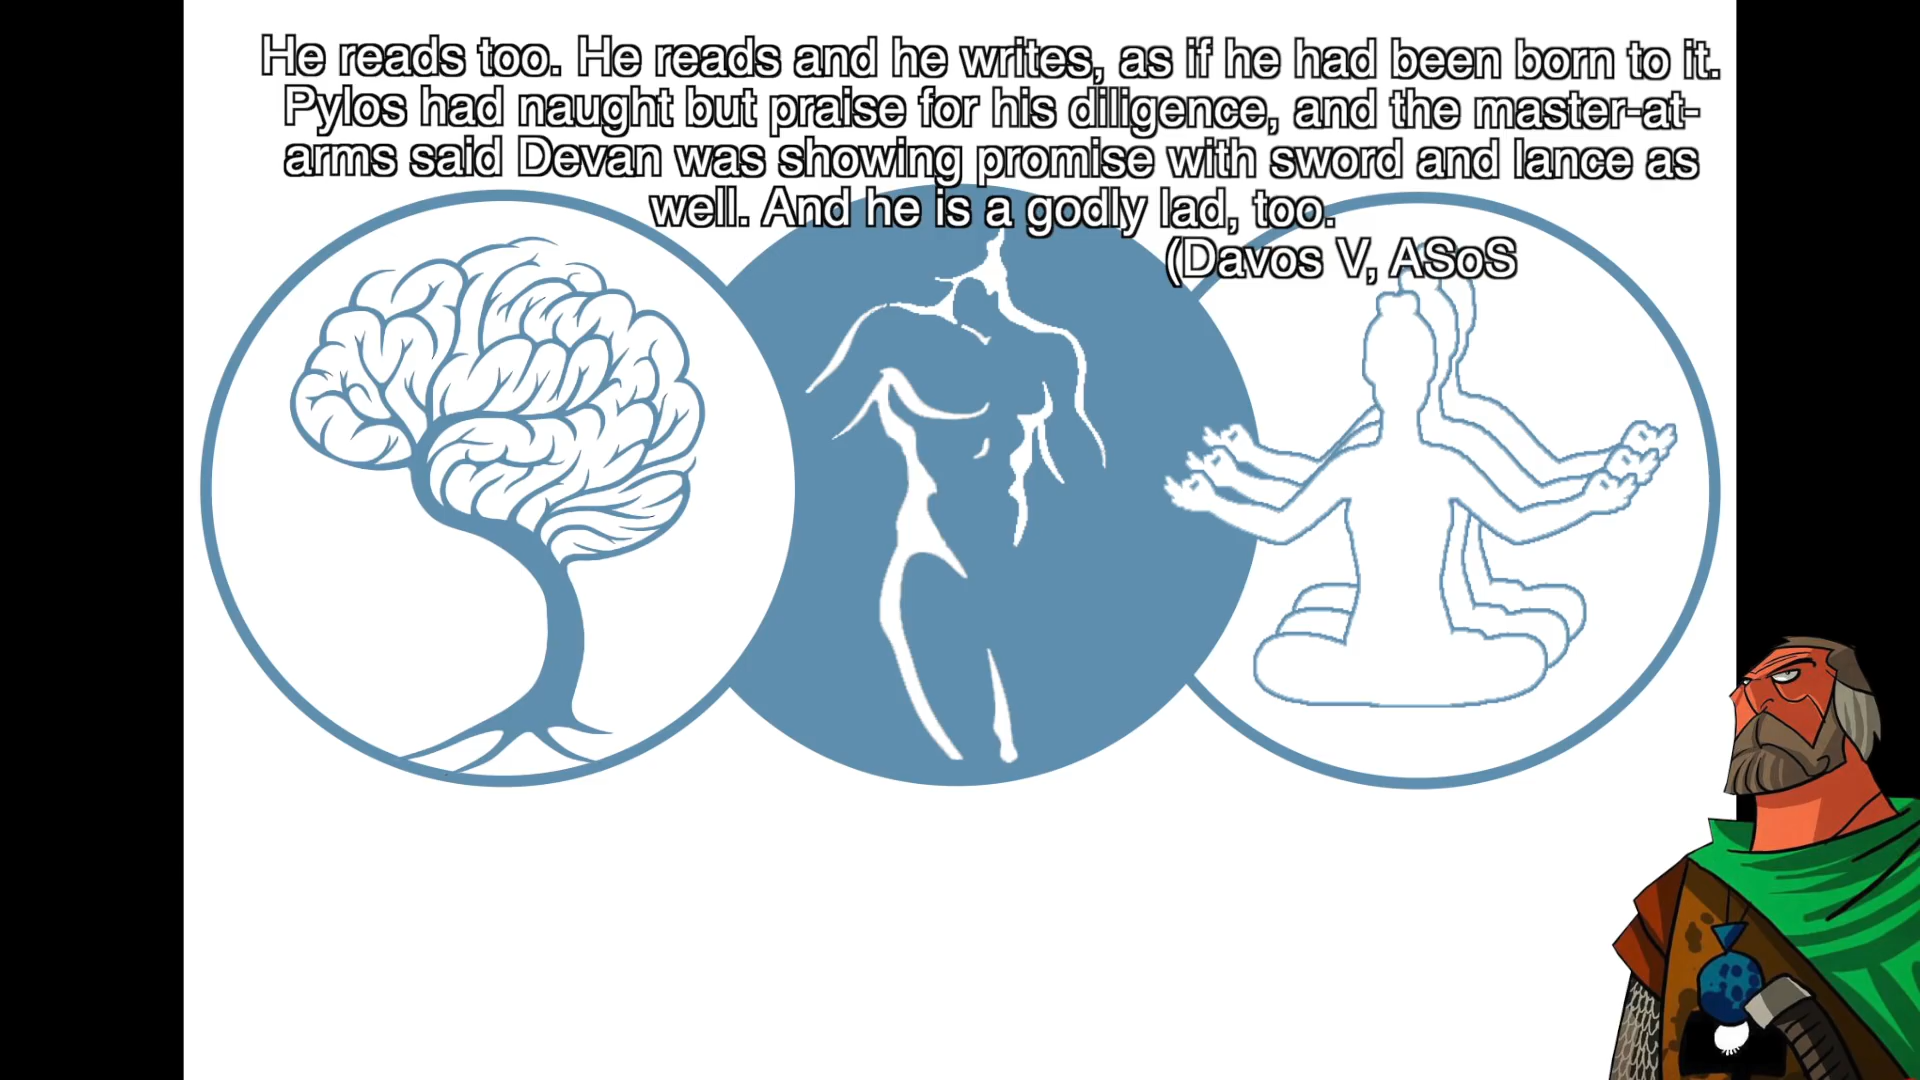 He reads too. He reads and he writes, as if he had been born to it.
Pylos had naught but praise for his diligence, and the master-at-
arms said Devan was showing promise with sword and lance as
well. And he is a godly lad, too.
(Davos V, ASoS